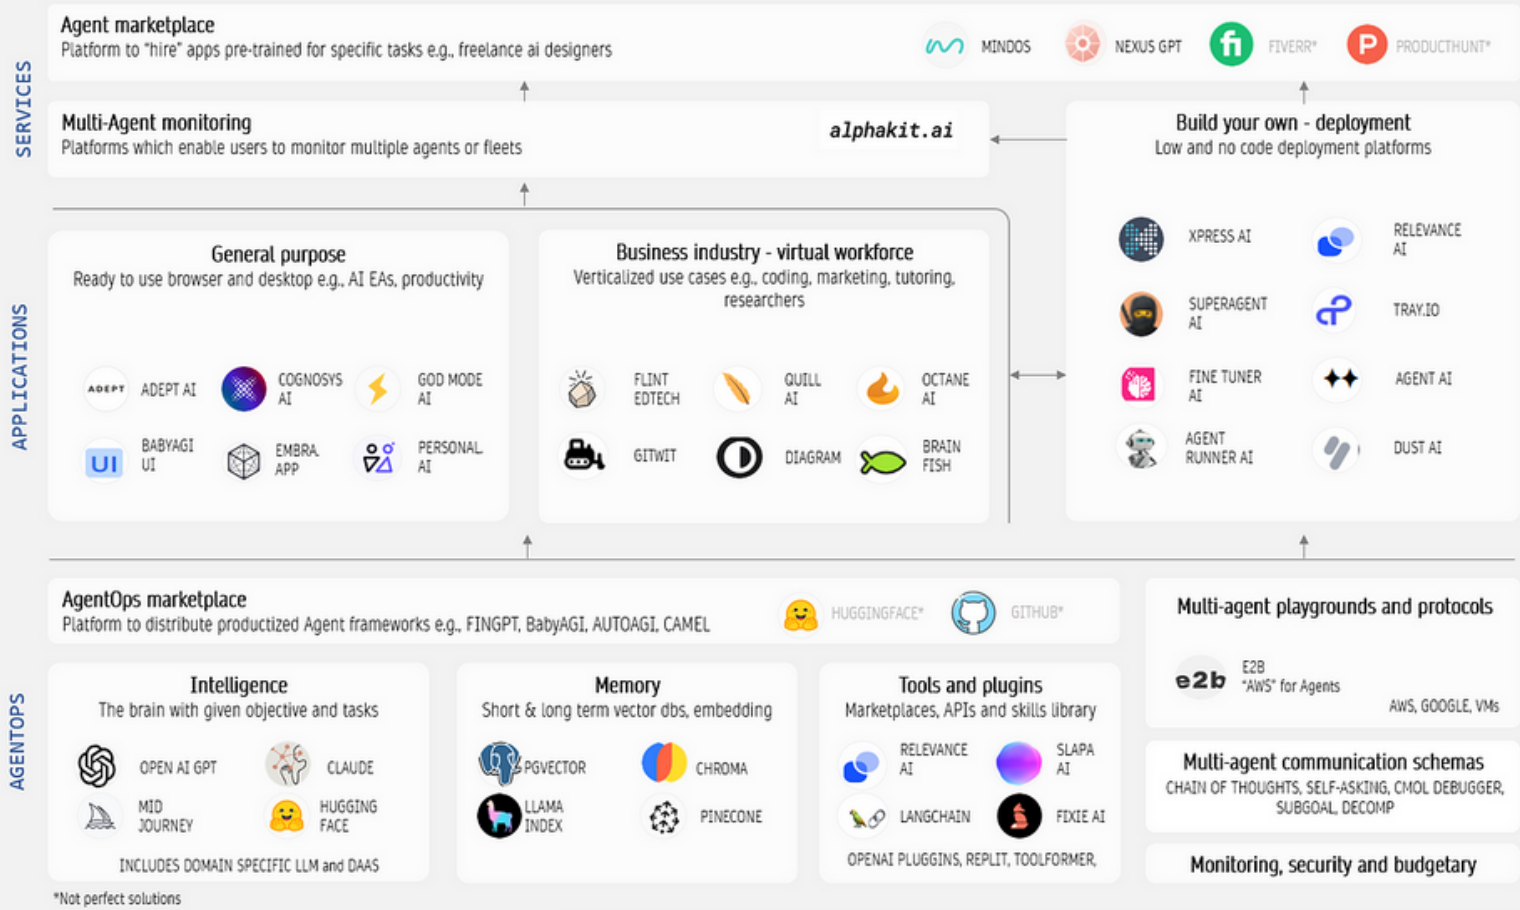 SERVICES
Agent marketplace
Platform to “hire” apps pre-trained for specific tasks e.g., freelance ai designers
MINDOS
NEXUS GPT
fi
FIVERR*
P
PRODUCTHUNT*
Multi-Agent monitoring
Platforms which enable users to monitor multiple agents or fleets
alphakit.ai
Build your own - deployment
Low and no code deployment platforms
XPRESS AI
RELEVANCE
AI
SUPERAGENT
AI
TRAY.IO
FINE TUNER
AI
AGENT AI
AGENT
RUNNER AI
DUST AI
APPLICATIONS
General purpose
Ready to use browser and desktop e.g., AI EAs, productivity
ADEPT
ADEPT AI
COGNOSYS
AI
GOD MODE
AI
UI
BABYAGI
UI
EMBRA
APP
PERSONAL
AI
Business industry - virtual workforce
Verticalized use cases e.g., coding, marketing, tutoring,
researchers
FLINT
EDTECH
QUILL
AI
OCTANE
AI
GITWIT
DIAGRAM
BRAIN
FISH
AGENTOPS
AgentOps marketplace
Platform to distribute productized Agent frameworks e.g., FINGPT, BabyAGI, AUTOAGI, CAMEL
HUGGINGFACE*
GITHUB*
Intelligence
The brain with given objective and tasks
OPEN AI GPT
CLAUDE
MID
JOURNEY
HUGGING
FACE
INCLUDES DOMAIN SPECIFIC LLM and DAAS
Memory
Short & long term vector dbs, embedding
PGVECTOR
CHROMA
LLAMA
INDEX
PINECONE
Tools and plugins
Marketplaces, APIs and skills library
RELEVANCE
AI
SLAPA
AI
LANGCHAIN
FIXIE AI
OPENAI PLUGGINS, REPLIT, TOOLFORMER,
Multi-agent playgrounds and protocols
e2b
E2B
“AWS” for Agents
AWS, GOOGLE, VMs
Multi-agent communication schemas
CHAIN OF THOUGHTS, SELF-ASKING, CMOL DEBUGGER,
SUBGOAL, DECOMP
Monitoring, security and budgetary
*Not perfect solutions